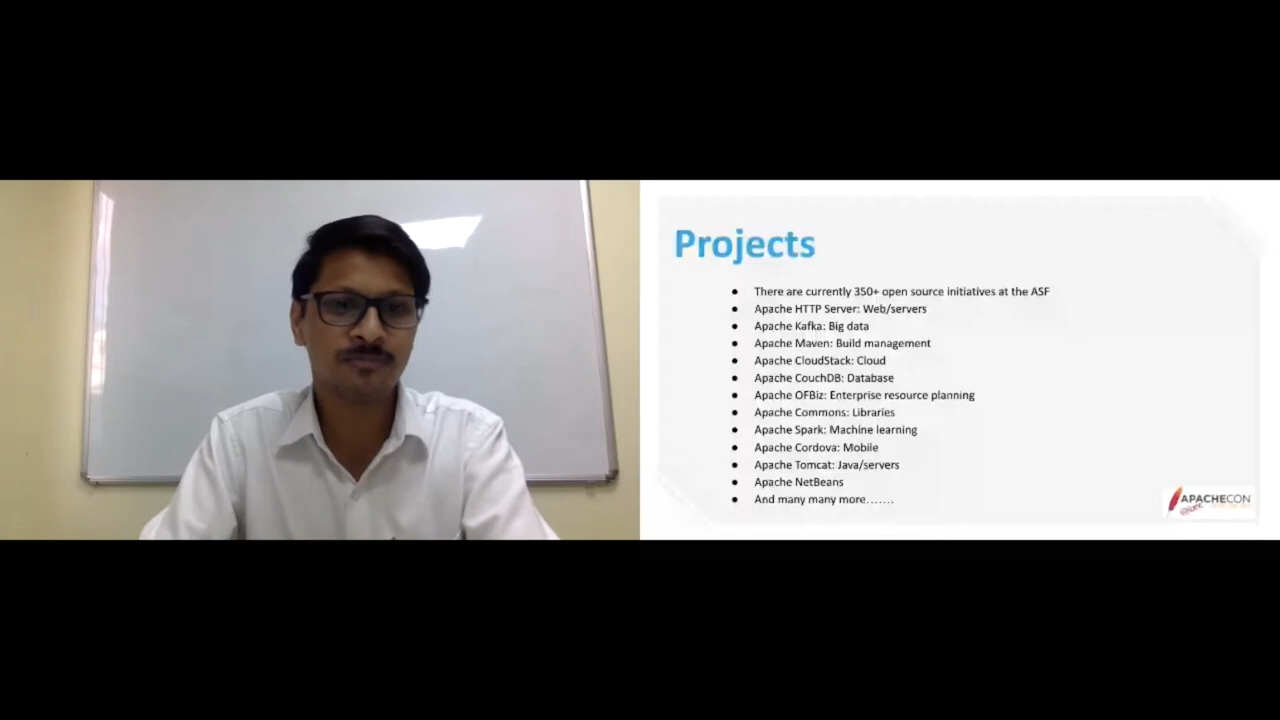 Projects
● There are currently 350+ open source initiatives at the ASF
● Apache HTTP Server: Web/servers
● Apache Kafka: Big data
● Apache Maven: Build management
● Apache CloudStack: Cloud
● Apache CouchDB: Database
● Apache OFBiz: Enterprise resource planning
● Apache Commons: Libraries
● Apache Spark: Machine learning
● Apache Cordova: Mobile
● Apache Tomcat: Java/servers
● Apache NetBeans
● And many many more…….
APACHECON